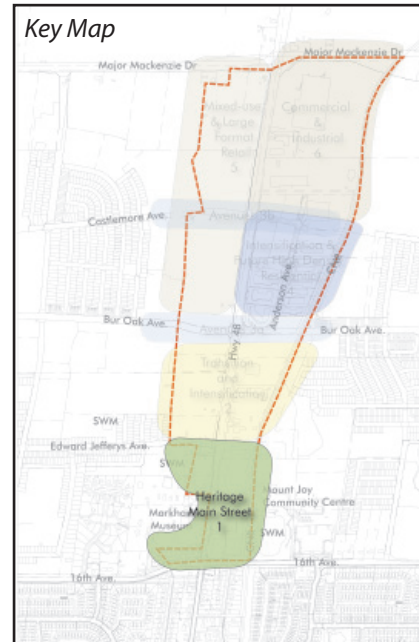 Key Map
Major Mackenzie Dr.
Major Mackenzie Dr
Mixed-use
& Large
Format
Retail
5
Commercial
&
Industrial
6
Castlemore Ave.
Avenue 3b
Intensification &
Future High Density
Residential
Anderson Ave.
Hwy 48
Bur Oak Ave.
Avenue 3a
Bur Oak Ave.
Transition
and
Intensification
SWM
Edward Jefferys Ave.
SWM
Heritage
Main Street
1
Markham
Museum
Mount Joy
Community Centre
SWM
16th Ave.
16th Ave.